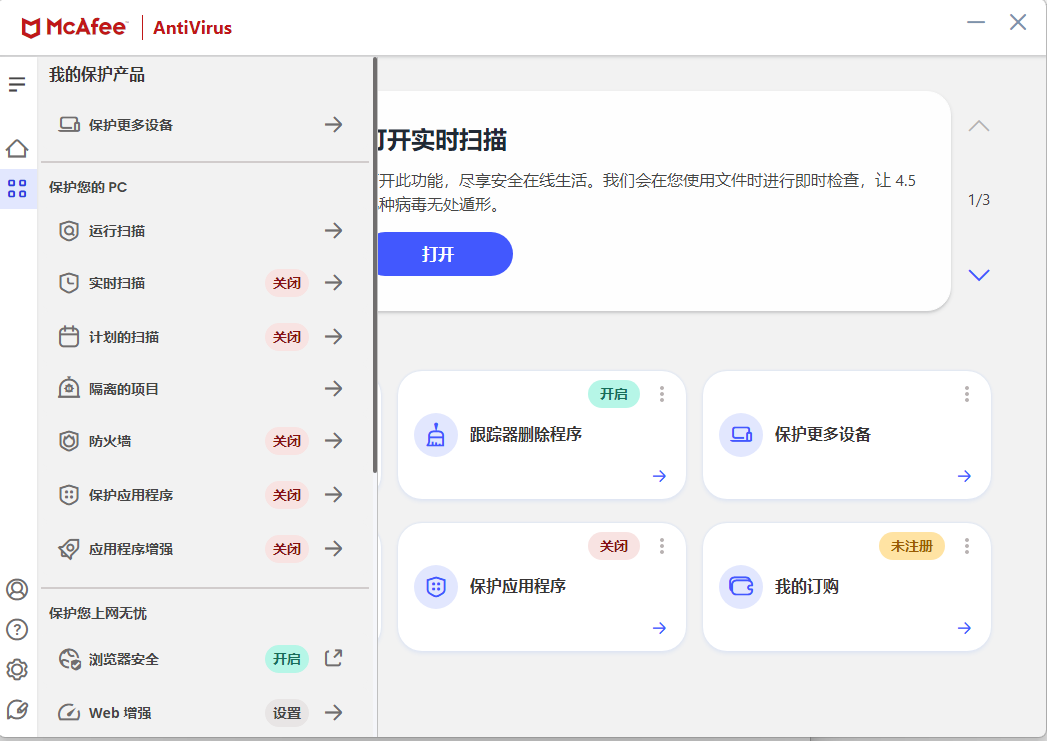 McAfee AntiVirus
我的保护产品
保护更多设备
保护您的 PC
运行扫描
实时扫描 关闭
计划的扫描 关闭
隔离的项目
防火墙 关闭
保护应用程序 关闭
应用程序增强 关闭
保护您上网无忧
浏览器安全 开启
Web 增强 设置
打开实时扫描
开此功能，尽享安全在线生活。我们会在您使用文件时进行即时检查，让 4.5
种病毒无处遁形。
打开
1/3
开启
跟踪器删除程序
保护更多设备
关闭
保护应用程序
未注册
我的订购